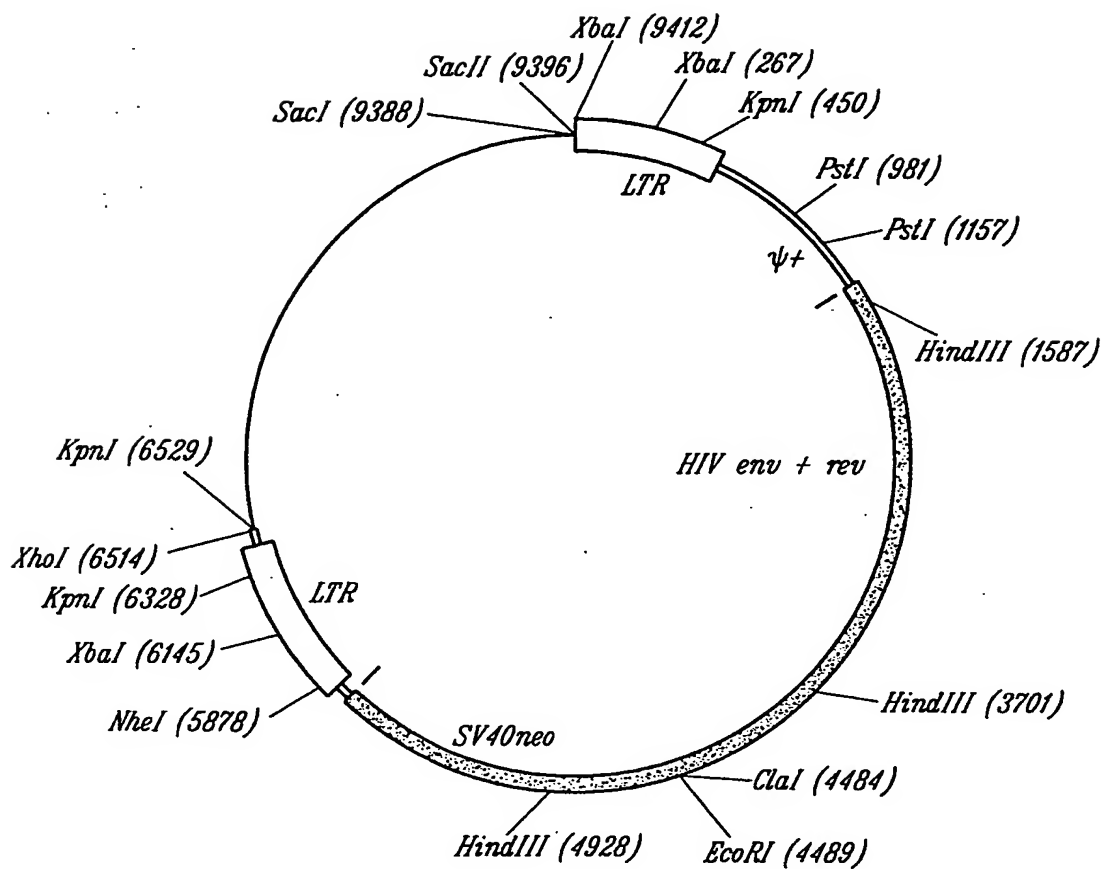 XbaI (9412)
SacII (9396)
XbaI (267)
SacI (9388)
KpnI (450)
LTR
PstI (981)
PstI (1157)
ψ+
HindIII (1587)
HIV env + rev
KpnI (6529)
XhoI (6514)
KpnI (6328)
LTR
XbaI (6145)
NheI (5878)
HindIII (3701)
SV40neo
ClaI (4484)
HindIII (4928)
EcoRI (4489)